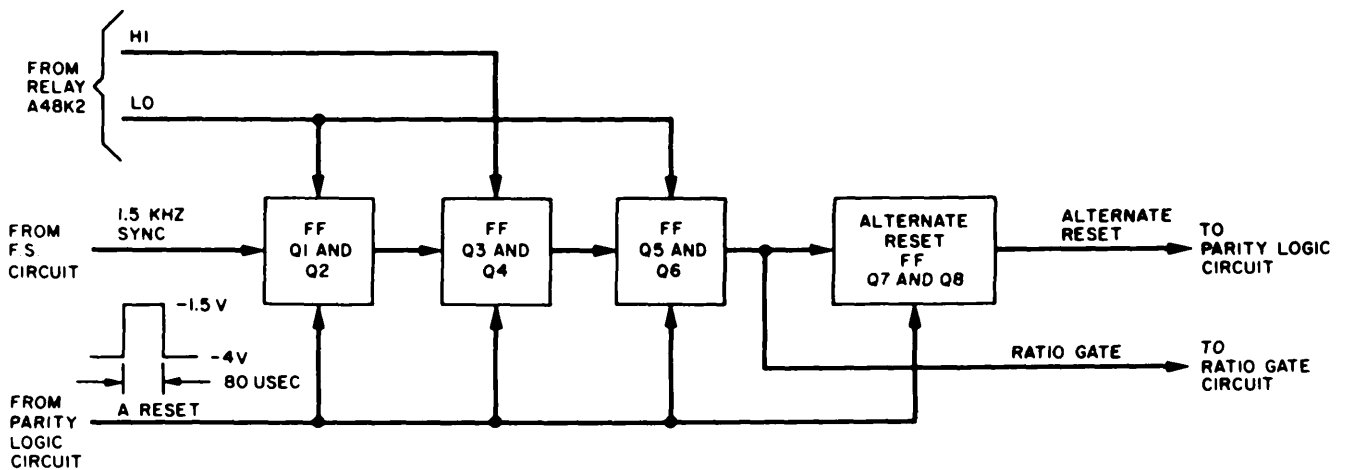 HI
FROM
RELAY
A48K2
LO
1.5 KHZ
SYNC
FROM
F.S.
CIRCUIT
FF
Q1 AND
Q2
FF
Q3 AND
Q4
FF
Q5 AND
Q6
ALTERNATE
RESET
FF
Q7 AND Q8
ALTERNATE
RESET
TO
PARITY LOGIC
CIRCUIT
-1.5 V
-4V
80 USEC
RATIO GATE
TO
RATIO GATE
CIRCUIT
FROM
PARITY
LOGIC
CIRCUIT
A RESET